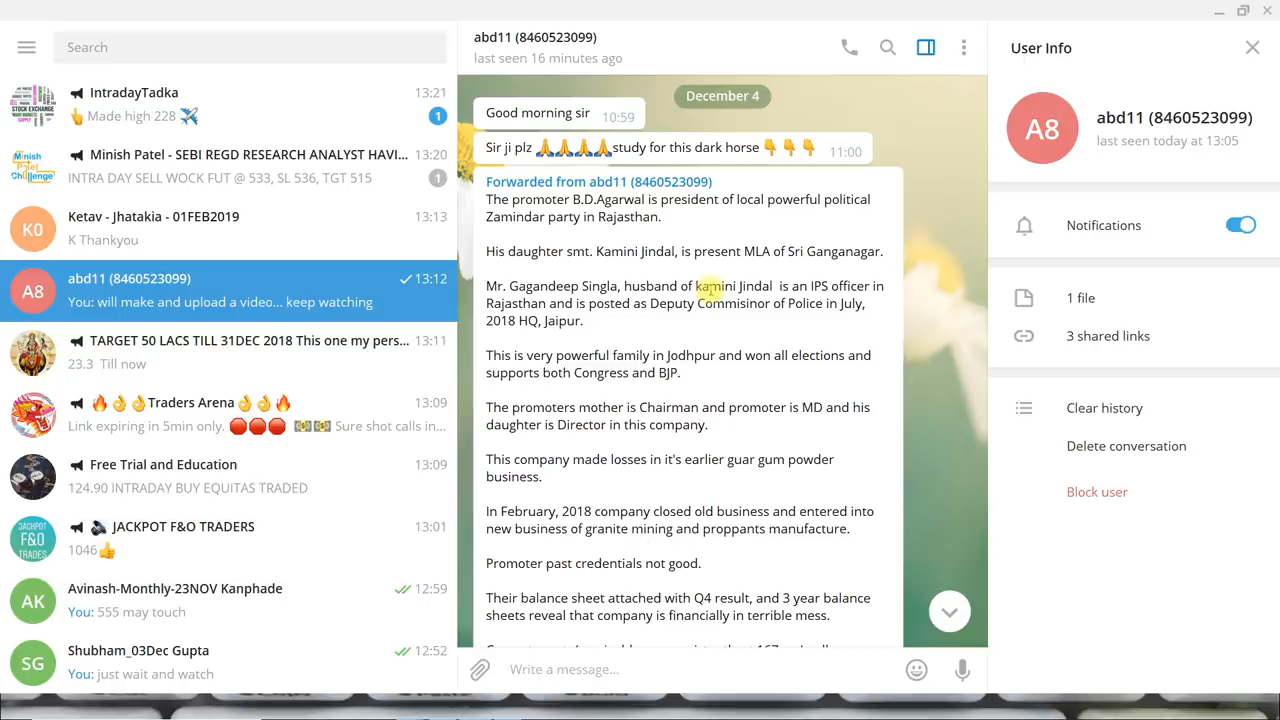 Search
IntradayTadka
13:21
👆Made high 228 ✈️
1
Minish Patel - SEBI REGD RESEARCH ANALYST HAVI...
13:20
INTRA DAY SELL WOCK FUT @ 533, SL 536, TGT 515
1
K0
Ketav - Jhatakia - 01FEB2019
13:13
K Thankyou
A8
abd11 (8460523099)
13:12
You: will make and upload a video... keep watching
TARGET 50 LACS TILL 31DEC 2018 This one my pers...
13:11
23.3 Till now
🔥👌👌Traders Arena👌👌🔥
13:09
Link expiring in 5min only. 🛑🛑🛑 💵💵 Sure shot calls in...
Free Trial and Education
13:09
124.90 INTRADAY BUY EQUITAS TRADED
JACKPOT F&O TRADES
🔊 JACKPOT F&O TRADERS
13:01
1046👍
AK
Avinash-Monthly-23NOV Kanphade
12:59
You: 555 may touch
SG
Shubham_03Dec Gupta
12:52
You: just wait and watch
abd11 (8460523099)
last seen 16 minutes ago
December 4
Good morning sir 10:59
Sir ji plz 🙏🙏🙏🙏study for this dark horse 👇👇👇 11:00
Forwarded from abd11 (8460523099)
The promoter B.D.Agarwal is president of local powerful political
Zamindar party in Rajasthan.
His daughter smt. Kamini Jindal, is present MLA of Sri Ganganagar.
Mr. Gagandeep Singla, husband of kamini Jindal is an IPS officer in
Rajasthan and is posted as Deputy Commisinor of Police in July,
2018 HQ, Jaipur.
This is very powerful family in Jodhpur and won all elections and
supports both Congress and BJP.
The promoters mother is Chairman and promoter is MD and his
daughter is Director in this company.
This company made losses in it's earlier guar gum powder
business.
In February, 2018 company closed old business and entered into
new business of granite mining and proppants manufacture.
Promoter past credentials not good.
Their balance sheet attached with Q4 result, and 3 year balance
sheets reveal that company is financially in terrible mess.
Write a message...
User Info
A8
abd11 (8460523099)
last seen today at 13:05
Notifications
1 file
3 shared links
Clear history
Delete conversation
Block user